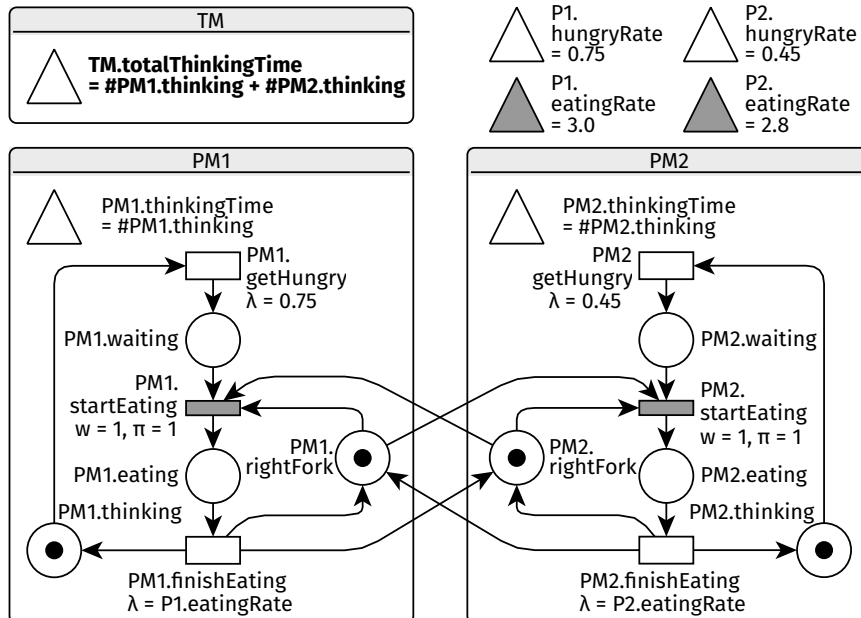 TM
TM.totalThinkingTime
= #PM1.thinking + #PM2.thinking
P1.
hungryRate
= 0.75
P2.
hungryRate
= 0.45
P1.
eatingRate
= 3.0
P2.
eatingRate
= 2.8
PM1
PM1.thinkingTime
= #PM1.thinking
PM1.
getHungry
λ = 0.75
PM1.waiting
PM1.
startEating
w = 1, π = 1
PM1.
rightFork
PM1.eating
PM1.thinking
PM1.finishEating
λ = P1.eatingRate
PM2
PM2.thinkingTime
= #PM2.thinking
PM2
getHungry
λ = 0.45
PM2.waiting
PM2.
startEating
w = 1, π = 1
PM2.
rightFork
PM2.eating
PM2.thinking
PM2.finishEating
λ = P2.eatingRate